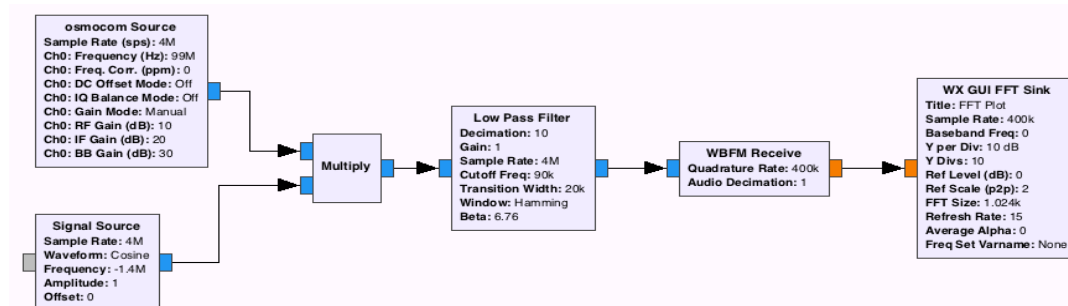 osmocom Source
Sample Rate (sps): 4M
Ch0: Frequency (Hz): 99M
Ch0: Freq. Corr. (ppm): 0
Ch0: DC Offset Mode: Off
Ch0: IQ Balance Mode: Off
Ch0: Gain Mode: Manual
Ch0: RF Gain (dB): 10
Ch0: IF Gain (dB): 20
Ch0: BB Gain (dB): 30
Signal Source
Sample Rate: 4M
Waveform: Cosine
Frequency: -1.4M
Amplitude: 1
Offset: 0
Multiply
Low Pass Filter
Decimation: 10
Gain: 1
Sample Rate: 4M
Cutoff Freq: 90k
Transition Width: 20k
Window: Hamming
Beta: 6.76
WBFM Receive
Quadrature Rate: 400k
Audio Decimation: 1
WX GUI FFT Sink
Title: FFT Plot
Sample Rate: 400k
Baseband Freq: 0
Y per Div: 10 dB
Y Divs: 10
Ref Level (dB): 0
Ref Scale (p2p): 2
FFT Size: 1.024k
Refresh Rate: 15
Average Alpha: 0
Freq Set Varname: None